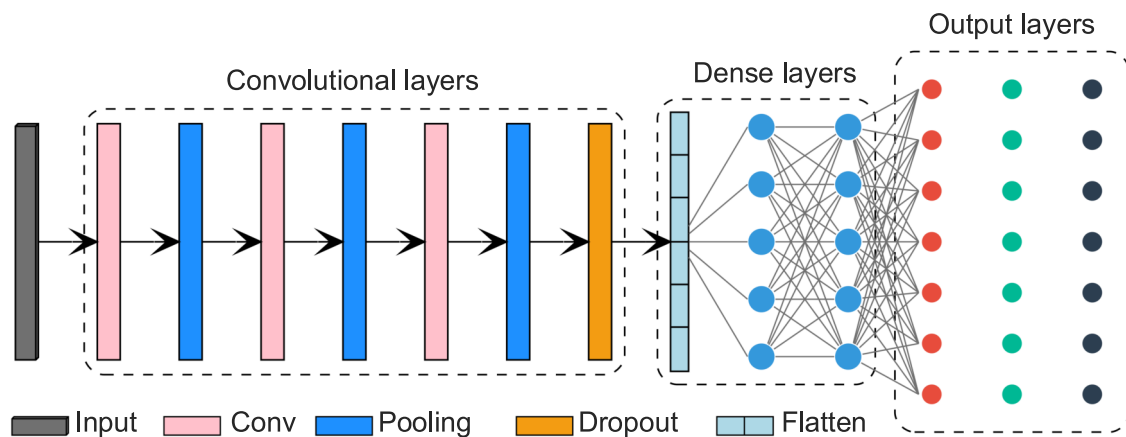 Output layers
Convolutional layers
Dense layers
Input
Conv
Pooling
Dropout
Flatten